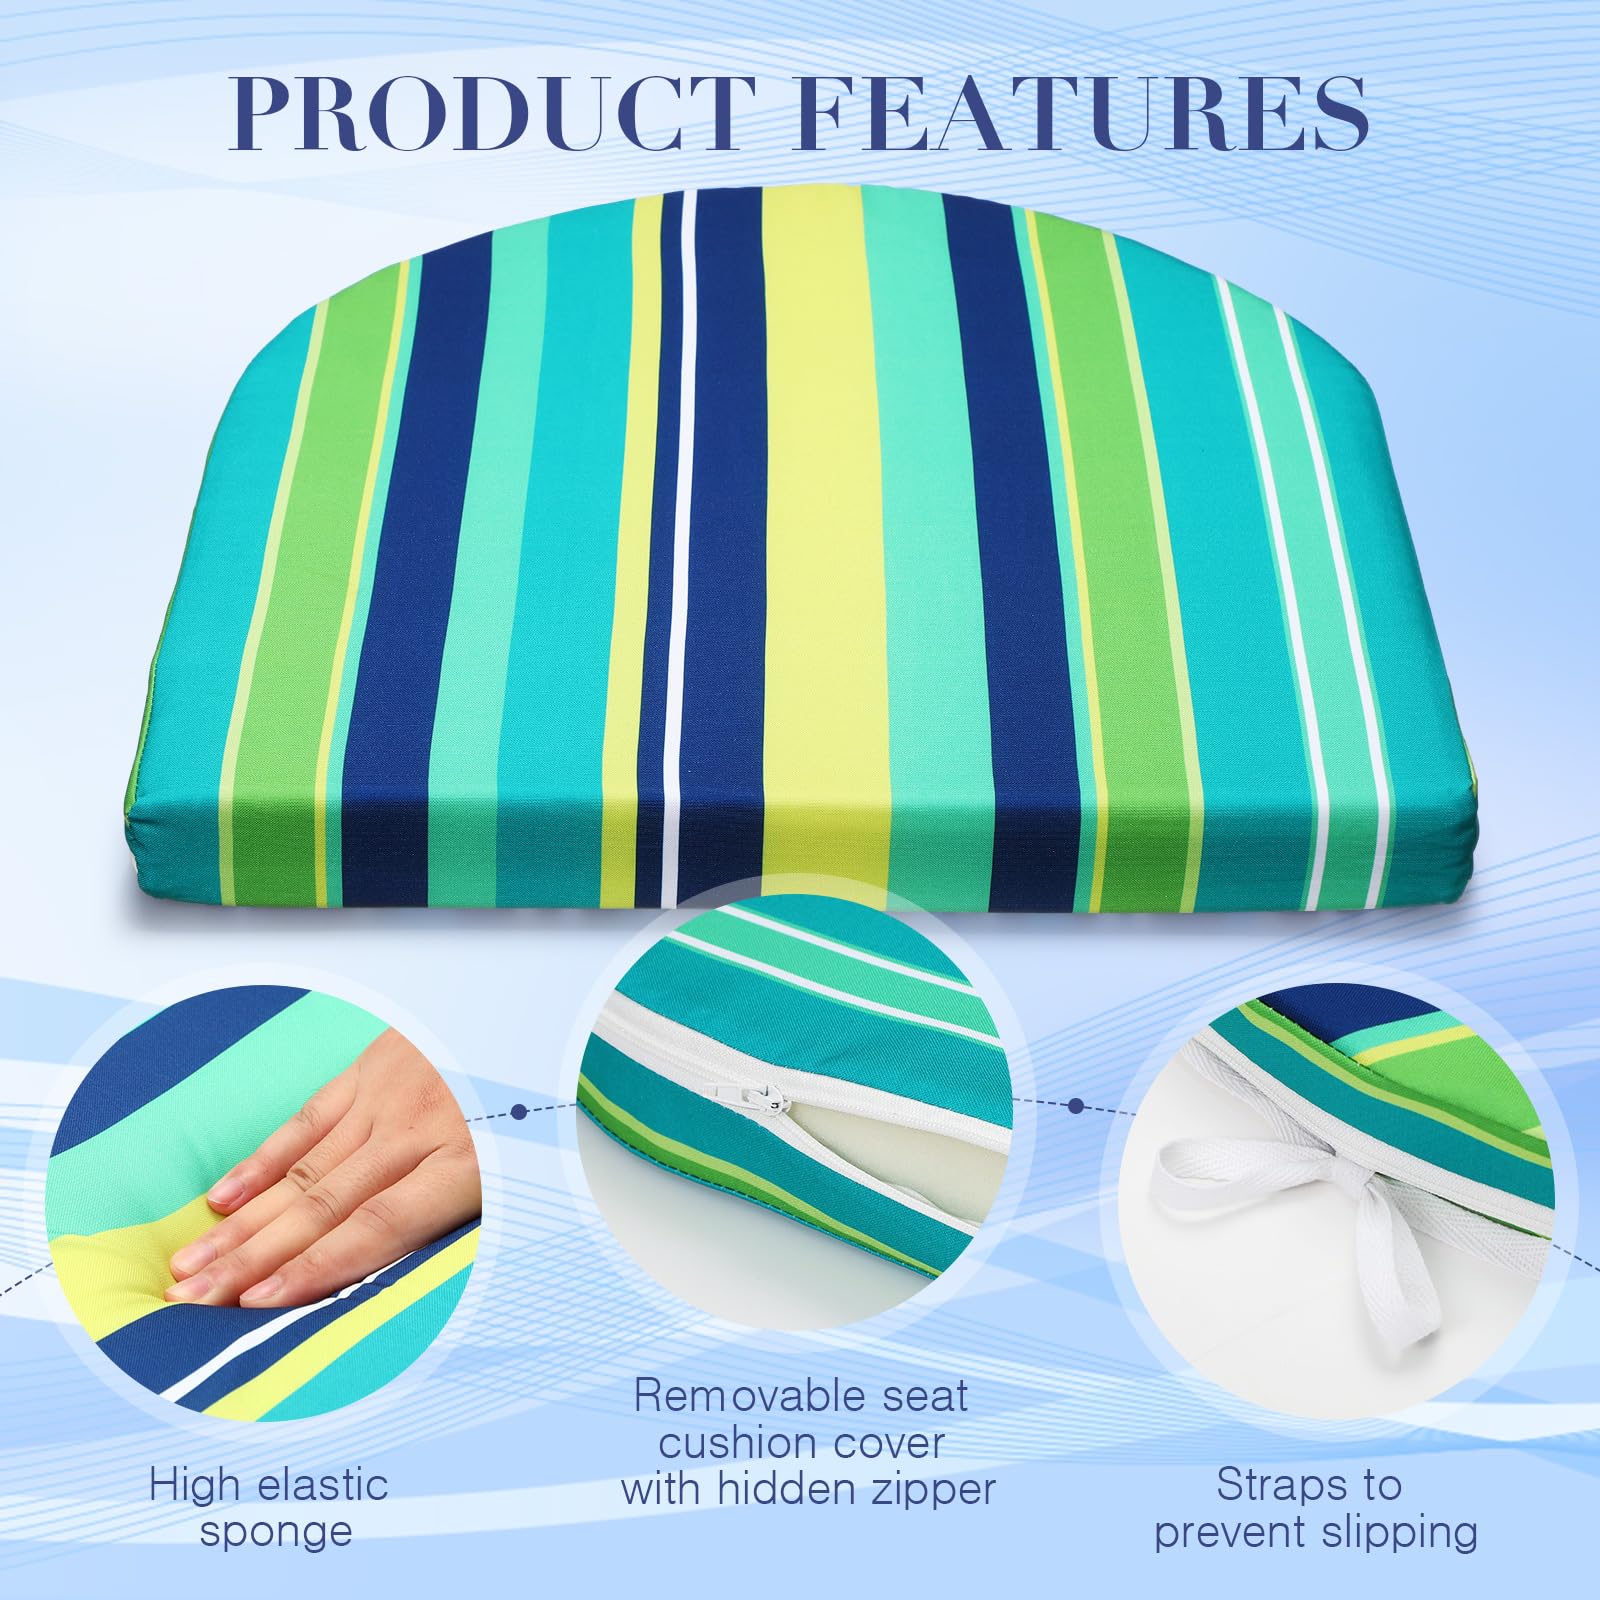 PRODUCT FEATURES
High elastic
sponge
Removable seat
cushion cover
with hidden zipper
Straps to
prevent slipping